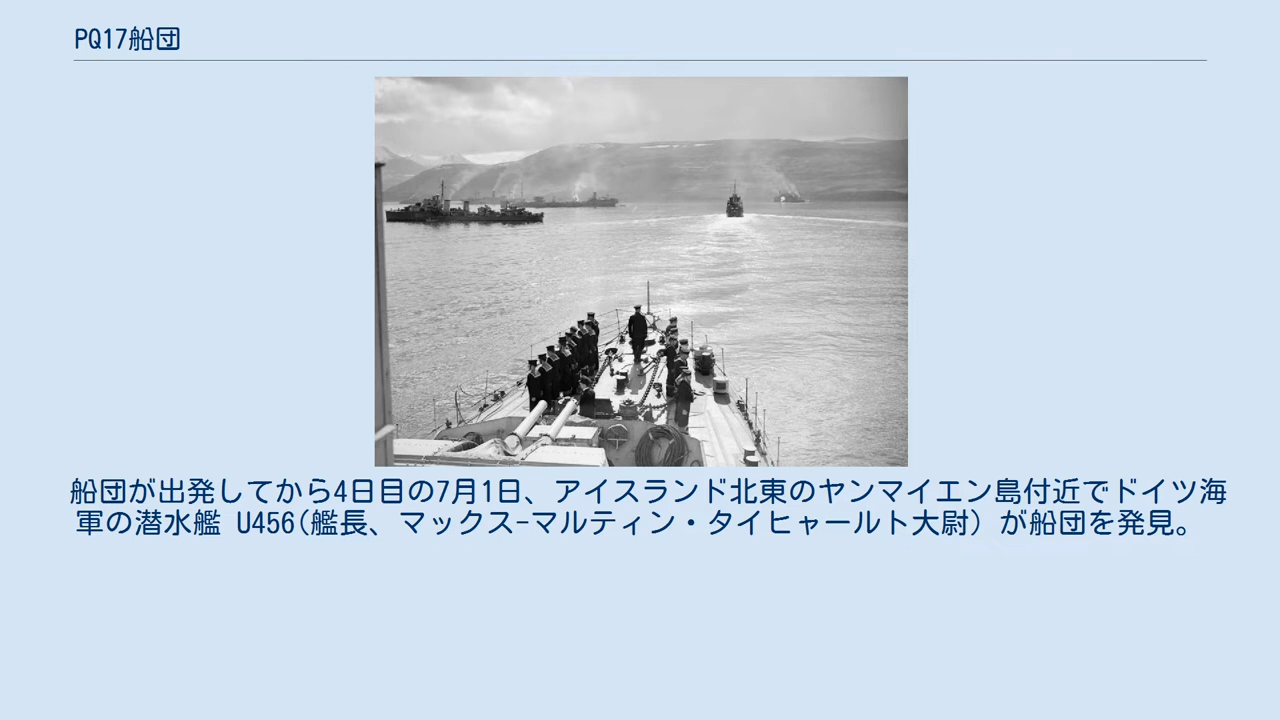 PQ17船団
船団が出発してから4日目の7月1日、アイスランド北東のヤンマイエン島付近でドイツ海
軍の潜水艦 U456(艦長、マックス-マルティン・タイヒャールト大尉) が船団を発見。